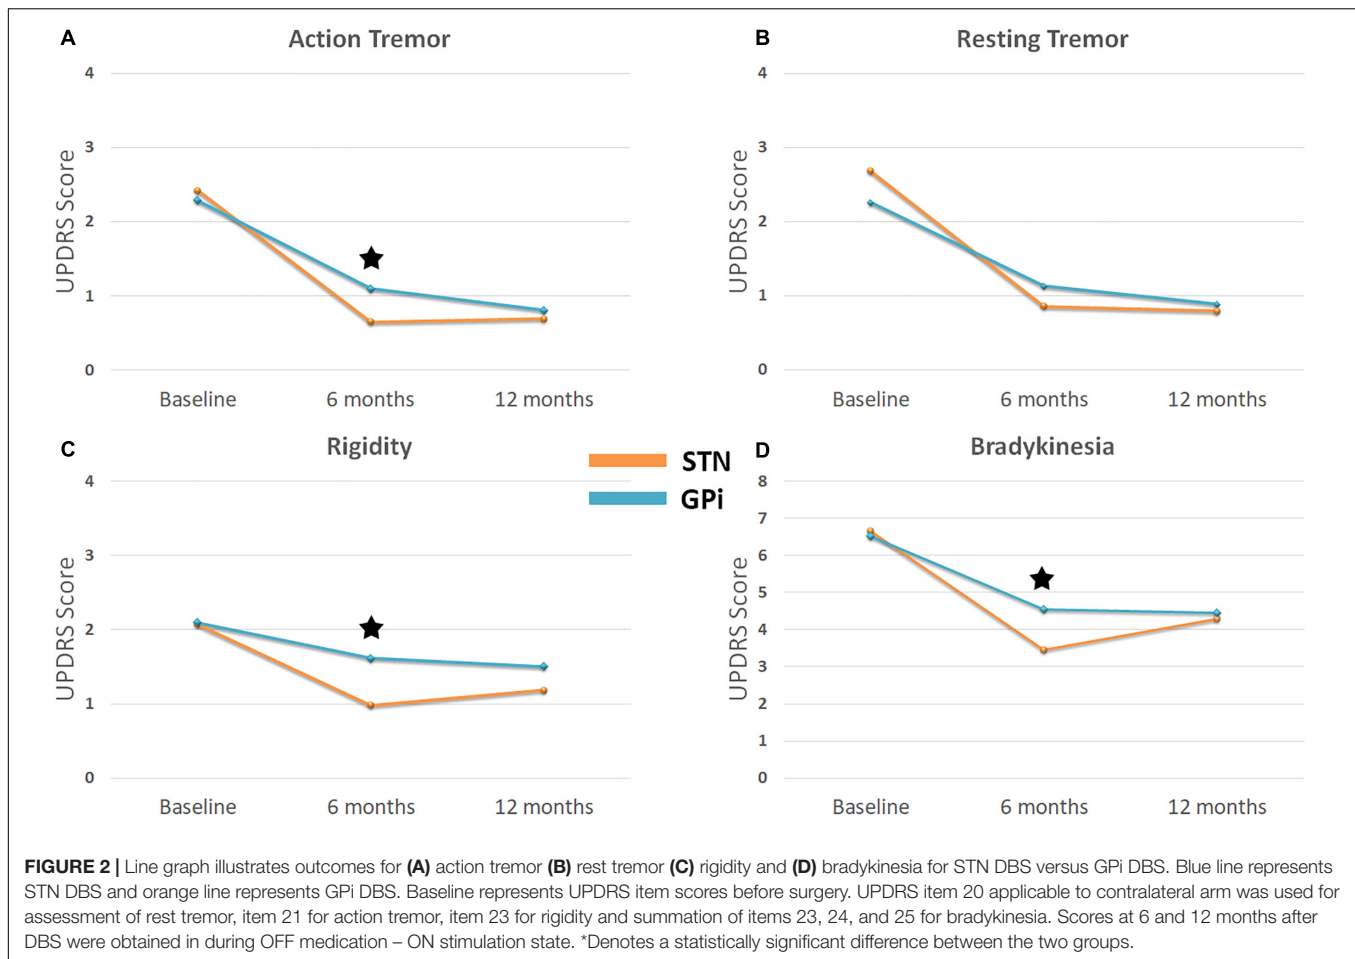 A
Action Tremor
UPDRS Score
4
3
2
1
0
Baseline
6 months
12 months
B
Resting Tremor
UPDRS Score
4
3
2
1
0
Baseline
6 months
12 months
C
Rigidity
UPDRS Score
4
3
2
1
0
Baseline
6 months
12 months
STN
GPi
D
Bradykinesia
UPDRS Score
8
7
6
5
4
3
2
1
0
Baseline
6 months
12 months
FIGURE 2 | Line graph illustrates outcomes for (A) action tremor (B) rest tremor (C) rigidity and (D) bradykinesia for STN DBS versus GPi DBS. Blue line represents
STN DBS and orange line represents GPi DBS. Baseline represents UPDRS item scores before surgery. UPDRS item 20 applicable to contralateral arm was used for
assessment of rest tremor, item 21 for action tremor, item 23 for rigidity and summation of items 23, 24, and 25 for bradykinesia. Scores at 6 and 12 months after
DBS were obtained in during OFF medication – ON stimulation state. *Denotes a statistically significant difference between the two groups.